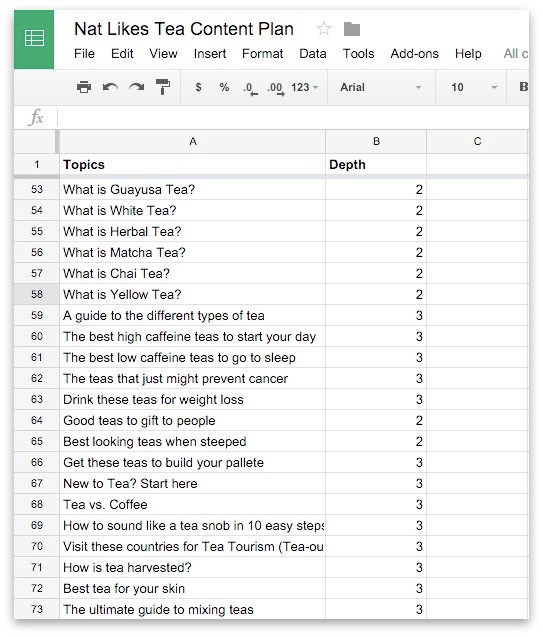 Nat Likes Tea Content Plan
File Edit View Insert Format Data Tools Add-ons Help All c
$ % .0 .00 123 Arial 10 B
fx
A B C
1 Topics Depth
53 What is Guayusa Tea? 2
54 What is White Tea? 2
55 What is Herbal Tea? 2
56 What is Matcha Tea? 2
57 What is Chai Tea? 2
58 What is Yellow Tea? 2
59 A guide to the different types of tea 3
60 The best high caffeine teas to start your day 3
61 The best low caffeine teas to go to sleep 3
62 The teas that just might prevent cancer 3
63 Drink these teas for weight loss 3
64 Good teas to gift to people 2
65 Best looking teas when steeped 2
66 Get these teas to build your pallete 3
67 New to Tea? Start here 3
68 Tea vs. Coffee 3
69 How to sound like a tea snob in 10 easy steps 3
70 Visit these countries for Tea Tourism (Tea-ou 3
71 How is tea harvested? 3
72 Best tea for your skin 3
73 The ultimate guide to mixing teas 3